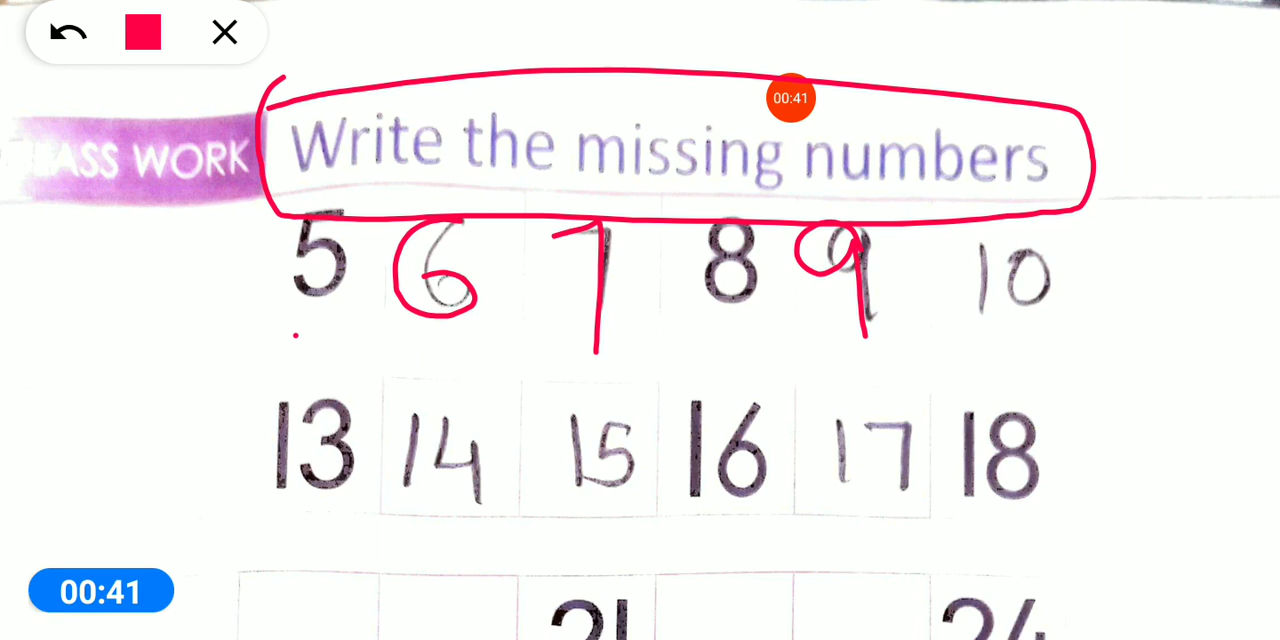 00:41
ASS WORK Write the missing numbers
5 6 7 8 9 10
13 14 15 16 17 18
21 24
00:41